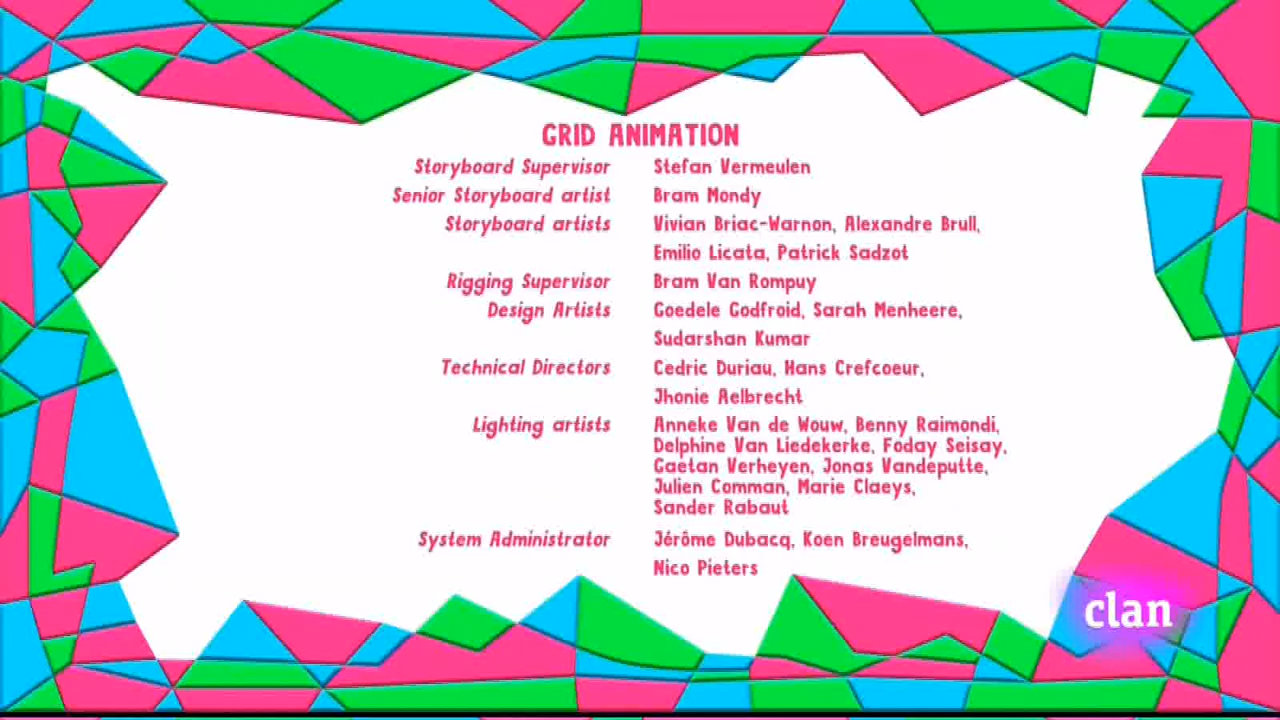 GRID ANIMATION
Storyboard Supervisor Stefan Vermeulen
Senior Storyboard artist Bram Mondy
Storyboard artists Vivian Briac-Warnon, Alexandre Brull,
Emilio Licata, Patrick Sadzot
Rigging Supervisor Bram Van Rompuy
Design Artists Goedele Godfroid, Sarah Menheere,
Sudarshan Kumar
Technical Directors Cedric Duriau, Hans Crefcoeur,
Jhonie Aelbrecht
Lighting artists Anneke Van de Wouw, Benny Raimondi,
Delphine Van Liedekerke, Foday Seisay,
Gaetan Verheyen, Jonas Vandeputte,
Julien Comman, Marie Claeys,
Sander Rabaut
System Administrator Jérôme Dubacq, Koen Breugelmans,
Nico Pieters
clan